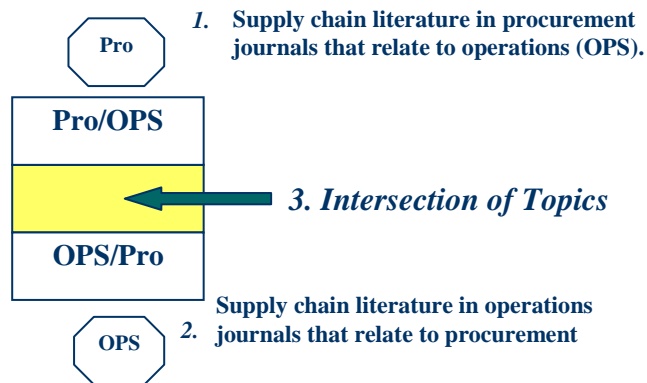 1. Supply chain literature in procurement
Pro
journals that relate to operations (OPS).
Pro/OPS
3. Intersection of Topics
OPS/Pro
Supply chain literature in operations
2. journals that relate to procurement
OPS